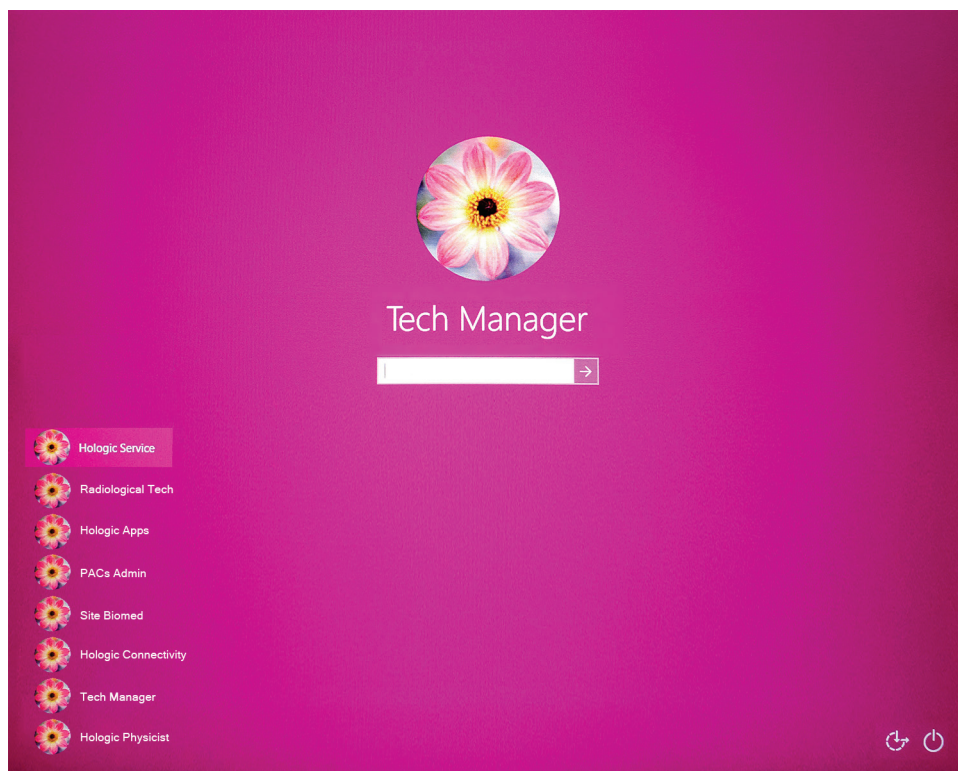 Tech Manager
Hologic Service
Radiological Tech
Hologic Apps
PACs Admin
Site Biomed
Hologic Connectivity
Tech Manager
Hologic Physicist